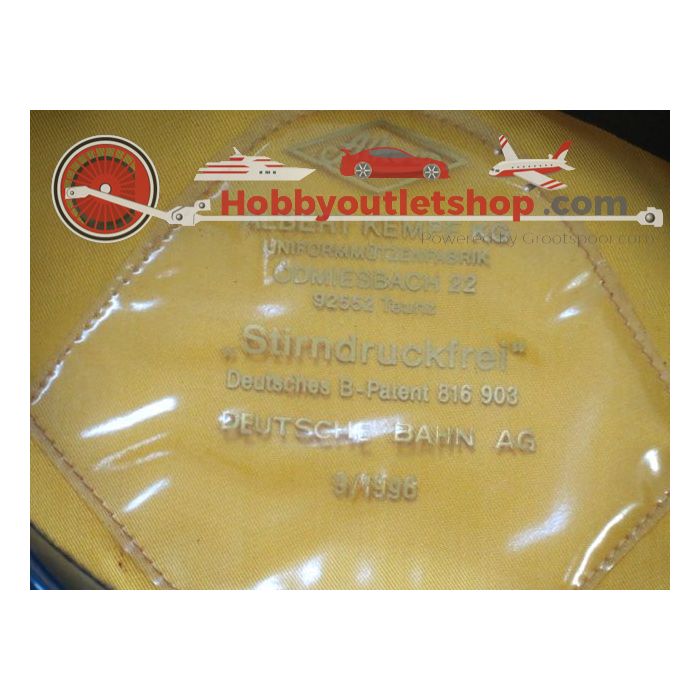 Hobbyoutletshop.com
Powered by Grootspoor.com
ALBERT KEMPF KG
UNIFORMMÜTZENFABRIK
ÖDMIESBACH 22
92552 Teunz
„Stirndruckfrei“
Deutsches B-Patent 816 903
DEUTSCHE BAHN AG
9/1996